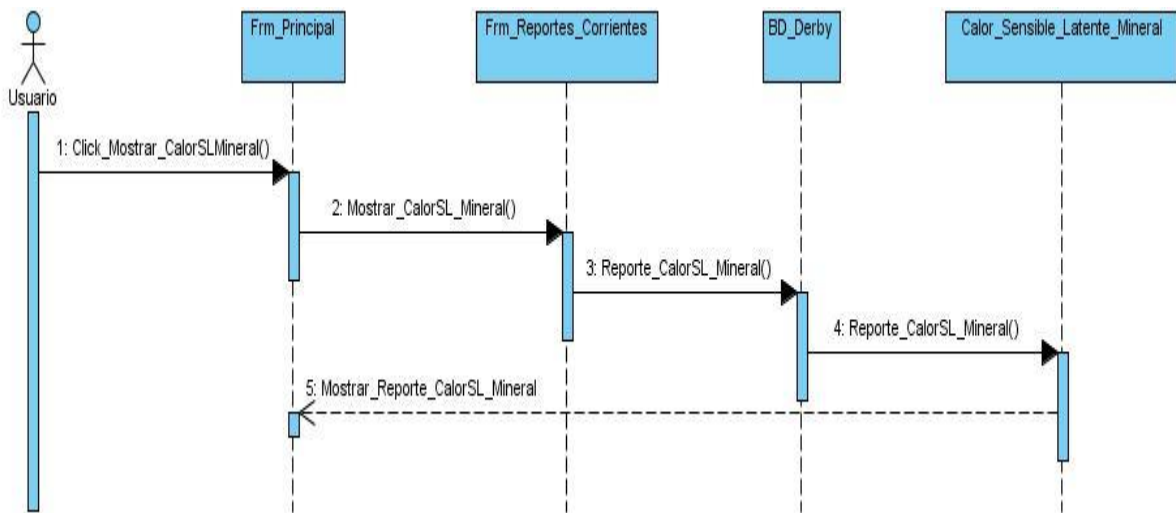 Frm_Principal
Frm_Reportes_Corrientes
BD_Derby
Calor_Sensible_Latente_Mineral
Usuario
1: Click_Mostrar_CalorSLMineral()
2: Mostrar_CalorSL_Mineral()
3: Reporte_CalorSL_Mineral()
4: Reporte_CalorSL_Mineral()
5: Mostrar_Reporte_CalorSL_Mineral